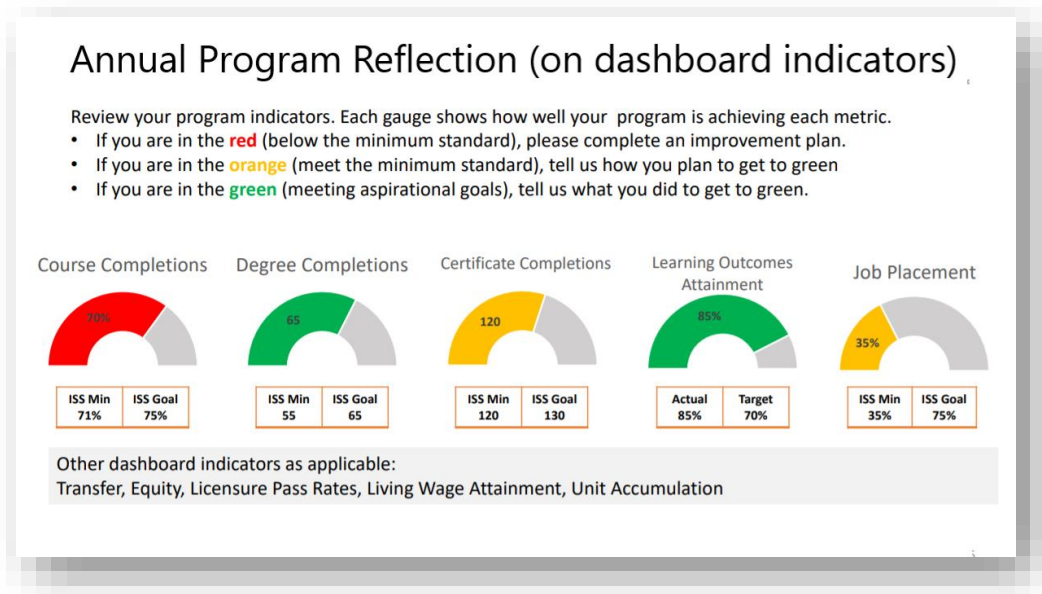 Annual Program Reflection (on dashboard indicators)
Review your program indicators. Each gauge shows how well your program is achieving each metric.
• If you are in the red (below the minimum standard), please complete an improvement plan.
• If you are in the orange (meet the minimum standard), tell us how you plan to get to green
• If you are in the green (meeting aspirational goals), tell us what you did to get to green.
Course Completions
70%
ISS Min ISS Goal
71% 75%
Degree Completions
65
ISS Min ISS Goal
55 65
Certificate Completions
120
ISS Min ISS Goal
120 130
Learning Outcomes
Attainment
85%
Actual Target
85% 70%
Job Placement
35%
ISS Min ISS Goal
35% 75%
Other dashboard indicators as applicable:
Transfer, Equity, Licensure Pass Rates, Living Wage Attainment, Unit Accumulation